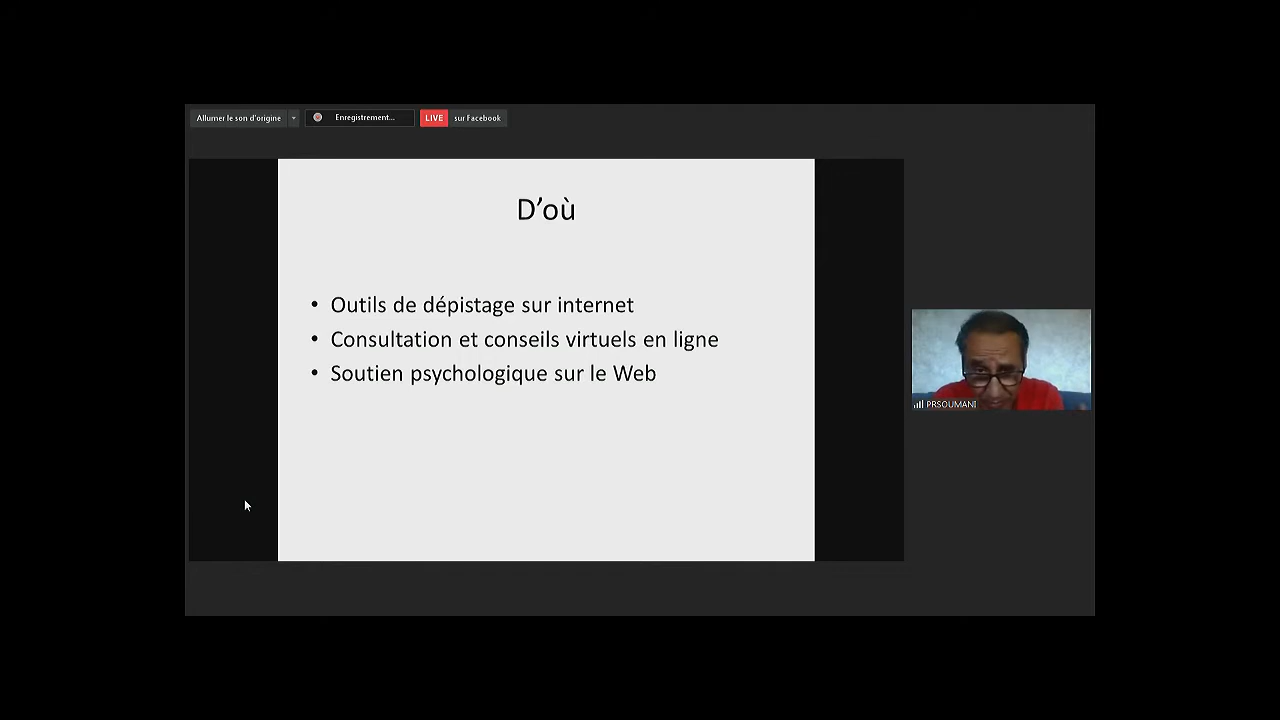 Allumer le son d'origine
Enregistrement...
LIVE sur Facebook
D’où
• Outils de dépistage sur internet
• Consultation et conseils virtuels en ligne
• Soutien psychologique sur le Web
PRSOUMANI